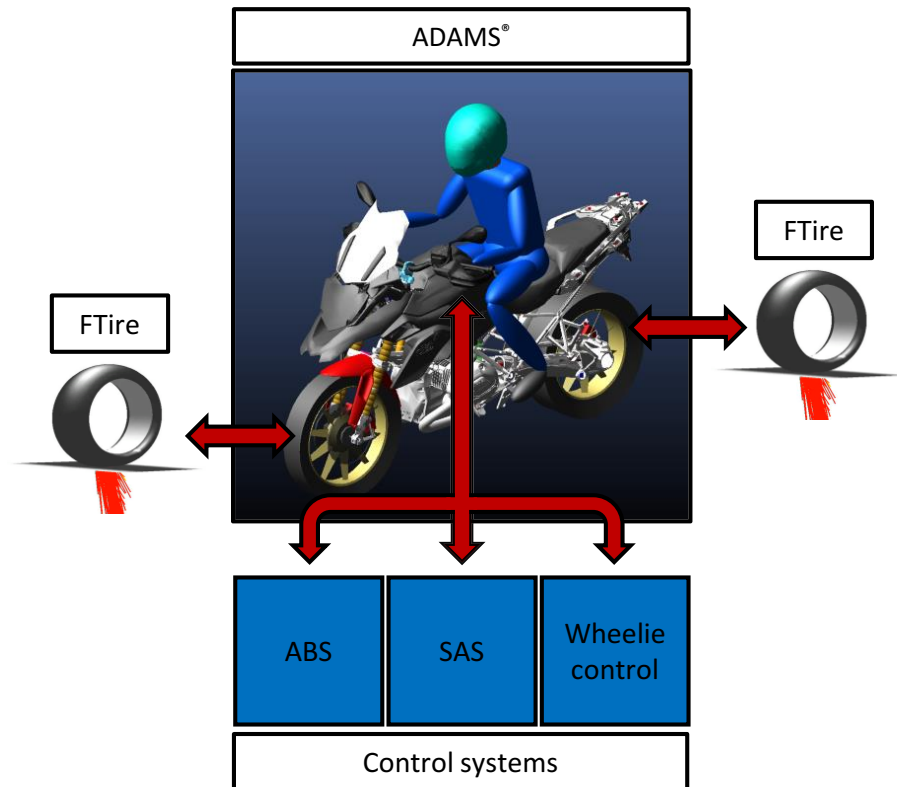 ADAMS®
FTire
FTire
ABS
SAS
Wheelie
control
Control systems